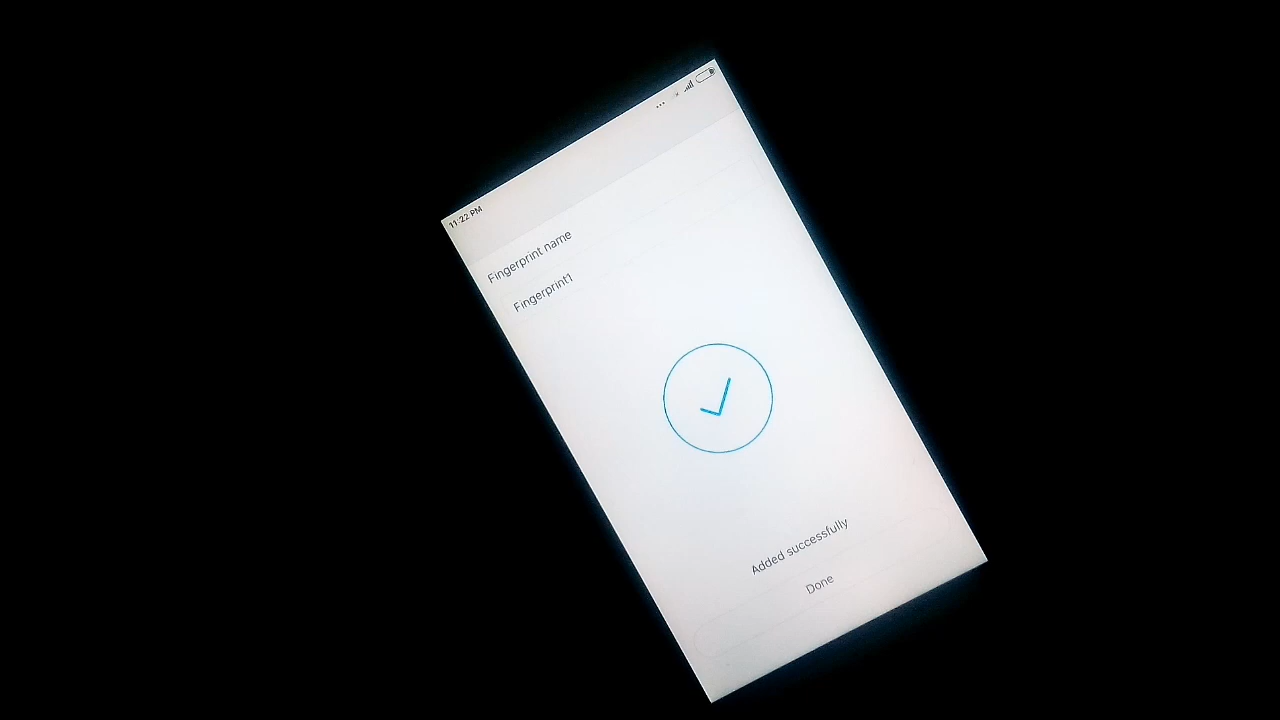 11:22 PM
Fingerprint name
Fingerprint1
Added successfully
Done